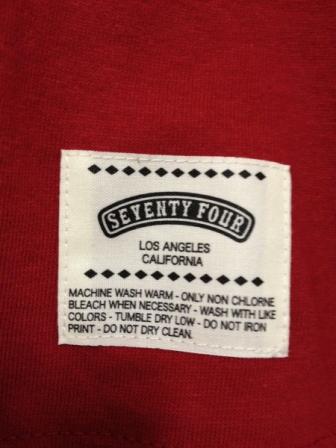 SEVENTY FOUR
LOS ANGELES
CALIFORNIA
MACHINE WASH WARM - ONLY NON CHLORNE
BLEACH WHEN NECESSARY - WASH WITH LIKE
COLORS - TUMBLE DRY LOW - DO NOT IRON
PRINT - DO NOT DRY CLEAN.